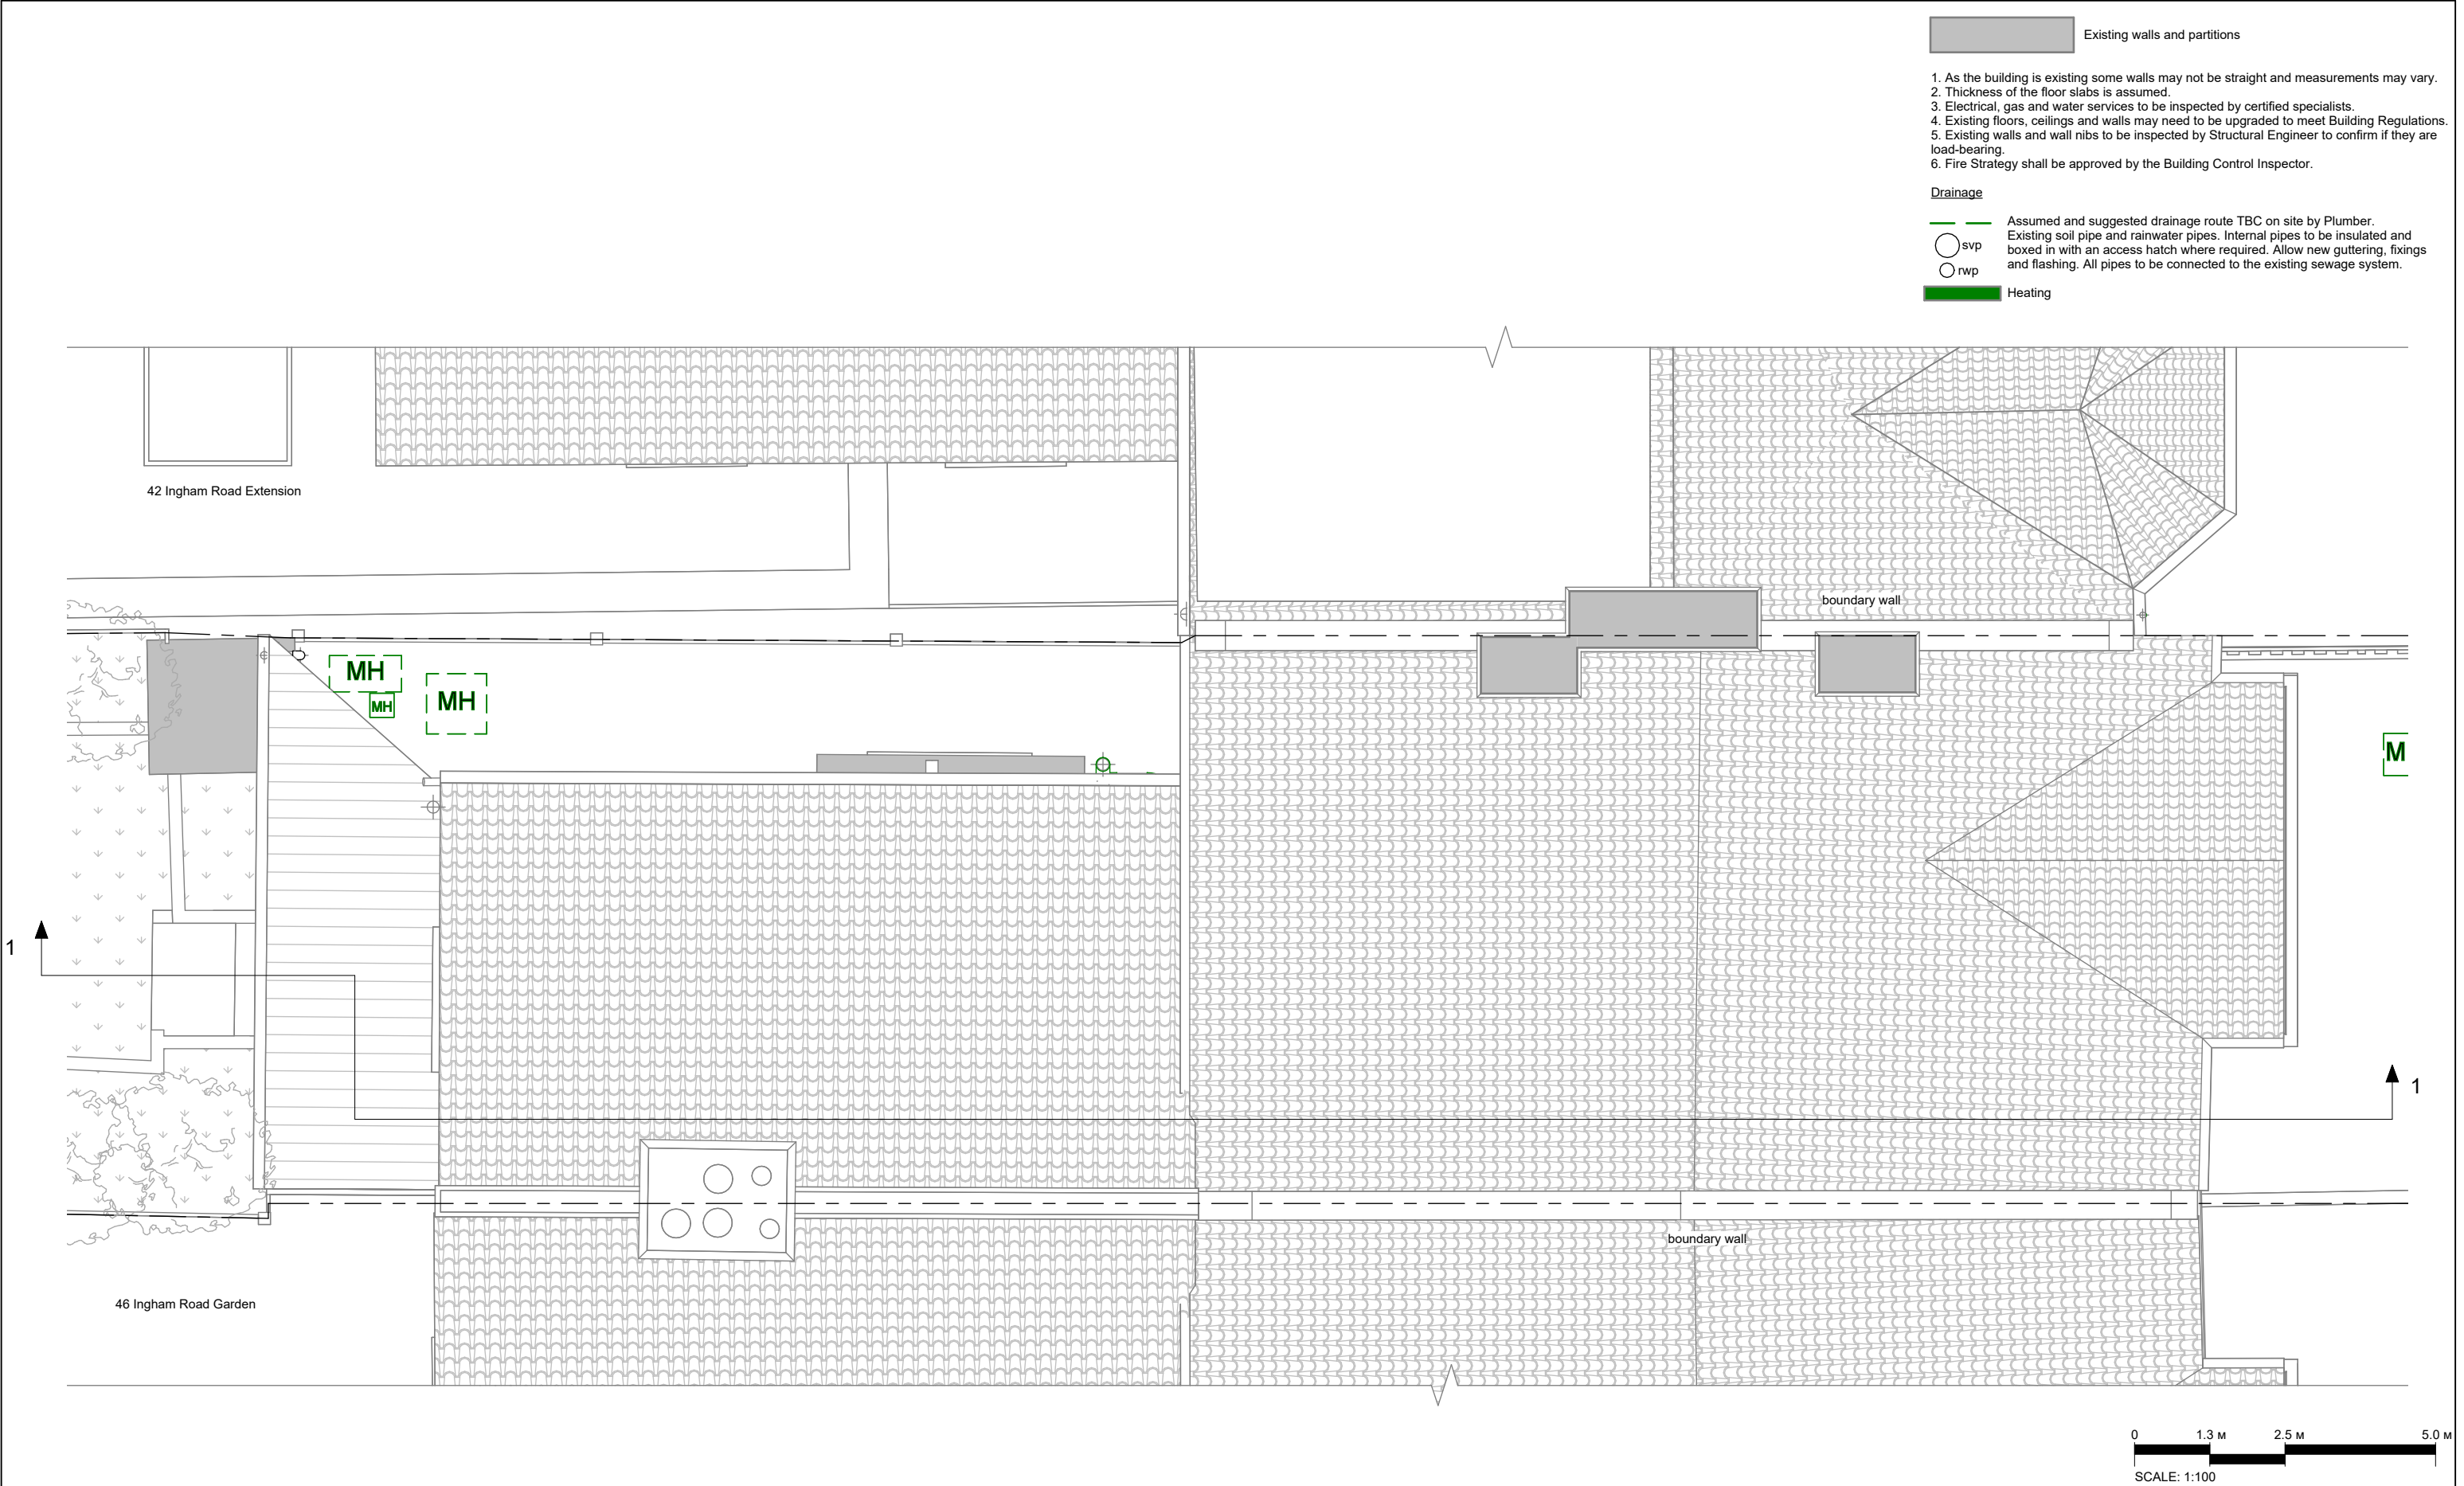 Existing walls and partitions
1. As the building is existing some walls may not be straight and measurements may vary.
2. Thickness of the floor slabs is assumed.
3. Electrical, gas and water services to be inspected by certified specialists.
4. Existing floors, ceilings and walls may need to be upgraded to meet Building Regulations.
5. Existing walls and wall nibs to be inspected by Structural Engineer to confirm if they are
load-bearing.
6. Fire Strategy shall be approved by the Building Control Inspector.
Drainage
Assumed and suggested drainage route TBC on site by Plumber.
svp
Existing soil pipe and rainwater pipes. Internal pipes to be insulated and
boxed in with an access hatch where required. Allow new guttering, fixings
and flashing. All pipes to be connected to the existing sewage system.
rwp
Heating
42 Ingham Road Extension
boundary wall
MH
MH
MH
M
1
1
boundary wall
46 Ingham Road Garden
0 1.3 м 2.5 м 5.0 м
SCALE: 1:100